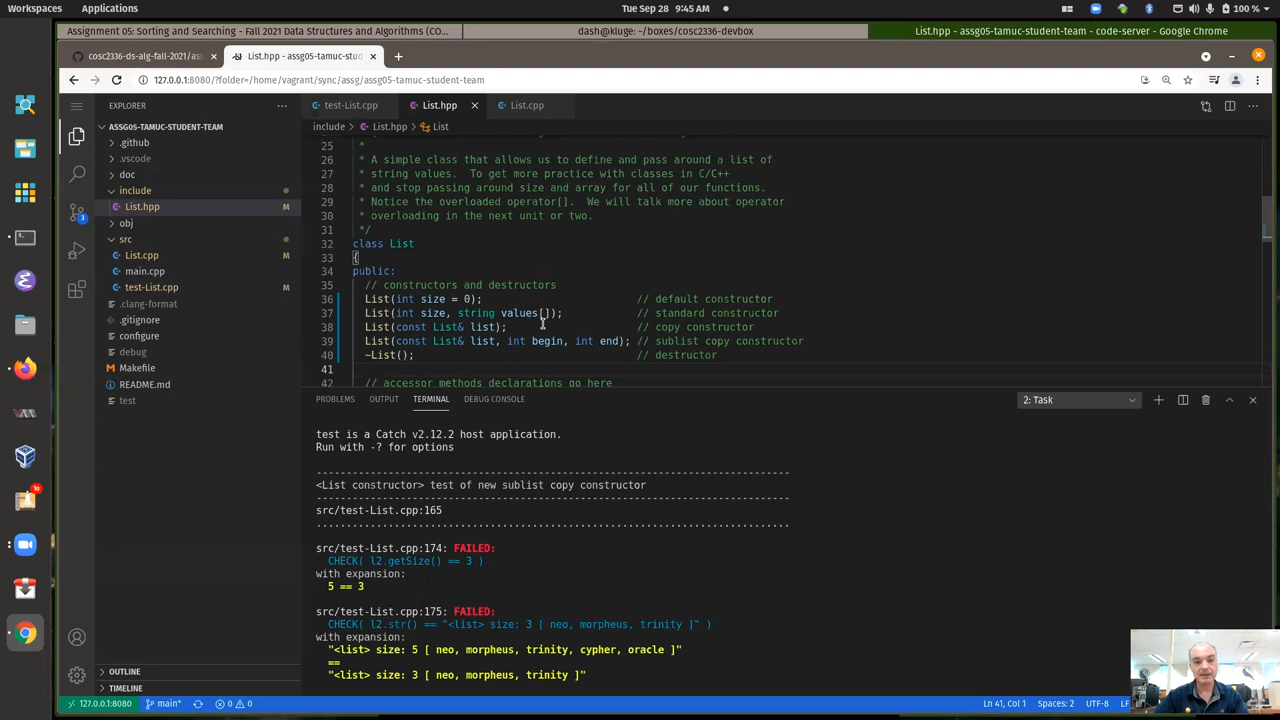 Workspaces Applications Tue Sep 28 9:45 AM 100 %
Assignment 05: Sorting and Searching - Fall 2021 Data Structures and Algorithms (COSC... dash@kluge: ~/boxes/cosc2336-devbox List.hpp - assg05-tamuc-student-team - code-server - Google Chrome
cosc2336-ds-alg-fall-2021/as List.hpp - assg05-tamuc-stud
127.0.0.1:8080/?folder=/home/vagrant/sync/assg/assg05-tamuc-student-team
EXPLORER test-List.cpp List.hpp List.cpp
ASSG05-TAMUC-STUDENT-TEAM include > List.hpp > List
.github
.vscode
doc
include
List.hpp M
obj
src
List.cpp M
main.cpp
test-List.cpp M
.clang-format
.gitignore
configure
debug
Makefile
README.md
test
OUTLINE
TIMELINE
3
10
25 *
26 * A simple class that allows us to define and pass around a list of
27 * string values. To get more practice with classes in C/C++
28 * and stop passing around size and array for all of our functions.
29 * Notice the overloaded operator[]. We will talk more about operator
30 * overloading in the next unit or two.
31 */
32 class List
33 {
34 public:
35 // constructors and destructors
36 List(int size = 0); // default constructor
37 List(int size, string values[]); // standard constructor
38 List(const List& list); // copy constructor
39 List(const List& list, int begin, int end); // sublist copy constructor
40 ~List(); // destructor
41
42 // accessor methods declarations go here
PROBLEMS OUTPUT TERMINAL DEBUG CONSOLE 2: Task
test is a Catch v2.12.2 host application.
Run with -? for options
-------------------------------------------------------------------------------
<List constructor> test of new sublist copy constructor
-------------------------------------------------------------------------------
src/test-List.cpp:165
...............................................................................
src/test-List.cpp:174: FAILED:
CHECK( l2.getSize() == 3 )
with expansion:
5 == 3
src/test-List.cpp:175: FAILED:
CHECK( l2.str() == "<list> size: 3 [ neo, morpheus, trinity ]" )
with expansion:
"<list> size: 5 [ neo, morpheus, trinity, cypher, oracle ]"
==
"<list> size: 3 [ neo, morpheus, trinity ]"
127.0.0.1:8080 main* 0 0 Ln 41, Col 1 Spaces: 2 UTF-8 LF